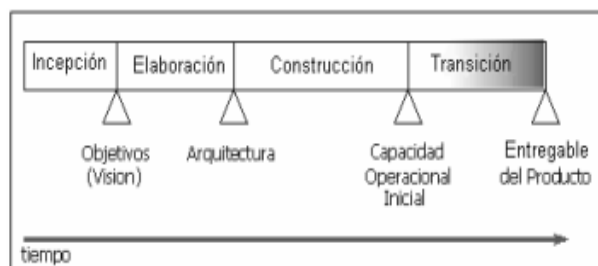 Incepción Elaboración Construcción Transición
Objetivos
(Vision)
Arquitectura
Capacidad
Operacional
Inicial
Entregable
del Producto
tiempo